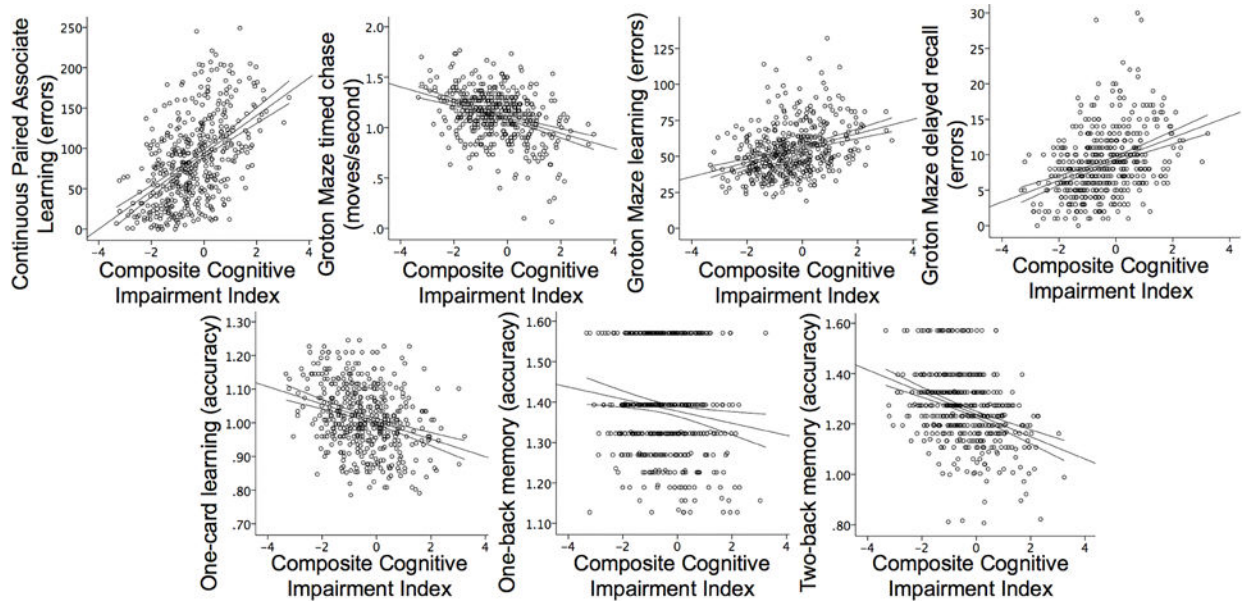 Continuous Paired Associate
Learning (errors)
250
200
150
100
50
0
−4 −2 0 2 4
Composite Cognitive
Impairment Index
Groton Maze timed chase
(moves/second)
2.0
1.5
1.0
.5
.0
−4 −2 0 2 4
Composite Cognitive
Impairment Index
Groton Maze learning (errors)
125
100
75
50
25
0
−4 −2 0 2 4
Composite Cognitive
Impairment Index
Groton Maze delayed recall
(errors)
30
25
20
15
10
5
0
−4 −2 0 2 4
Composite Cognitive
Impairment Index
One-card learning (accuracy)
1.30
1.20
1.10
1.00
.90
.80
.70
−4 −2 0 2 4
Composite Cognitive
Impairment Index
One-back memory (accuracy)
1.60
1.50
1.40
1.30
1.20
1.10
−4 −2 0 2 4
Composite Cognitive
Impairment Index
Two-back memory (accuracy)
1.60
1.40
1.20
1.00
.80
−4 −2 0 2 4
Composite Cognitive
Impairment Index